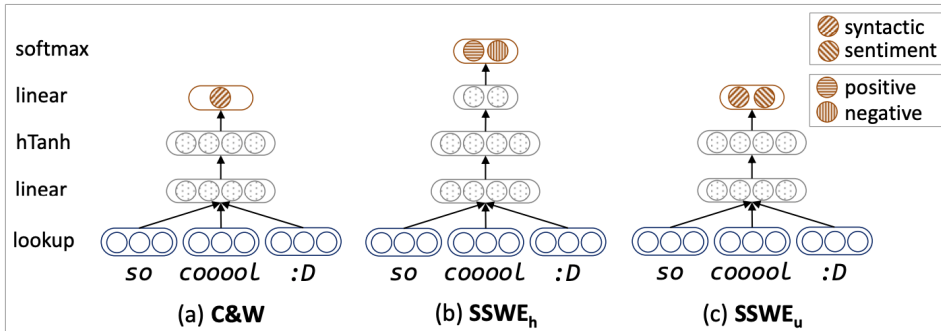 softmax
linear
hTanh
linear
lookup
so cooool :D
so cooool :D
so cooool :D
(a) C&W
(b) SSWEh
(c) SSWEu
syntactic
sentiment
positive
negative